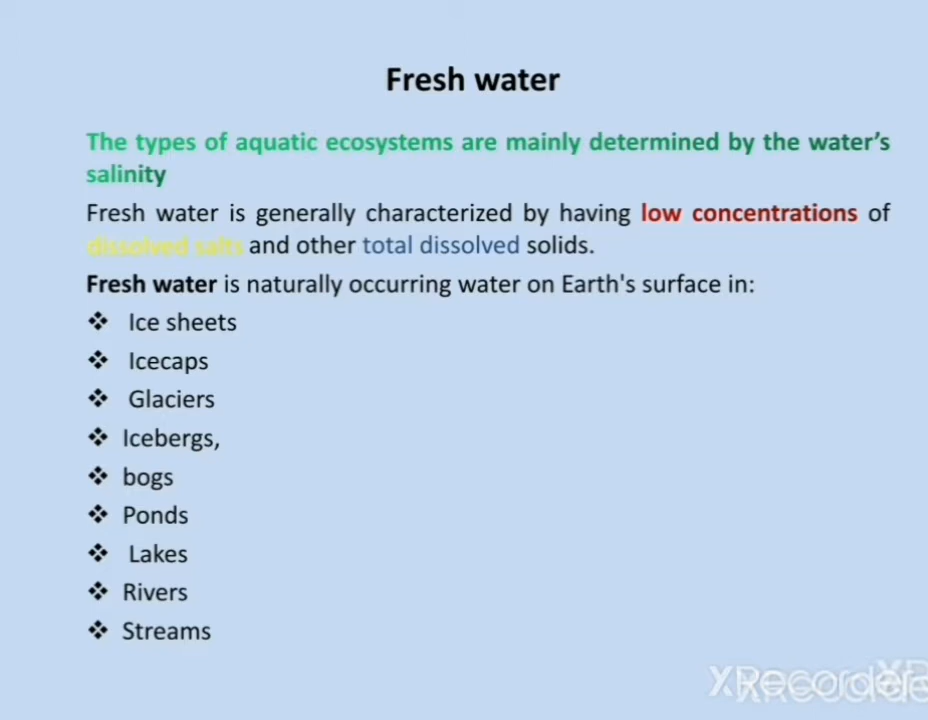 Fresh water
The types of aquatic ecosystems are mainly determined by the water's
salinity
Fresh water is generally characterized by having low concentrations of
dissolved salts and other total dissolved solids.
Fresh water is naturally occurring water on Earth's surface in:
❖ Ice sheets
❖ Icecaps
❖ Glaciers
❖ Icebergs,
❖ bogs
❖ Ponds
❖ Lakes
❖ Rivers
❖ Streams
XRecorder